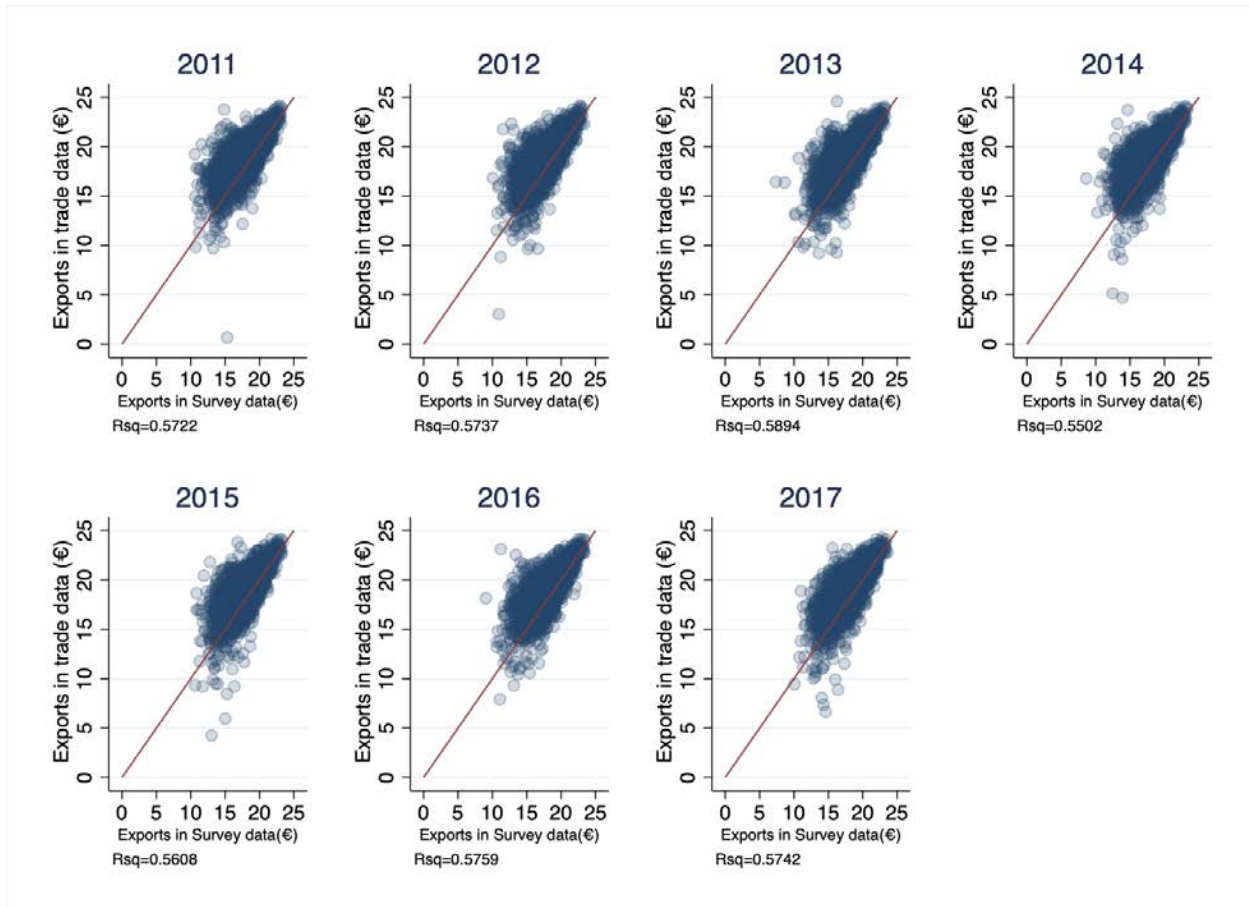 2011
2012
2013
2014
Exports in trade data (€)
25
20
15
10
5
0
0 5 10 15 20 25
Exports in Survey data(€)
Rsq=0.5722
Exports in trade data (€)
25
20
15
10
5
0
0 5 10 15 20 25
Exports in Survey data(€)
Rsq=0.5737
Exports in trade data (€)
25
20
15
10
5
0
0 5 10 15 20 25
Exports in Survey data(€)
Rsq=0.5894
Exports in trade data (€)
25
20
15
10
5
0
0 5 10 15 20 25
Exports in Survey data(€)
Rsq=0.5502
2015
2016
2017
Exports in trade data (€)
25
20
15
10
5
0
0 5 10 15 20 25
Exports in Survey data(€)
Rsq=0.5608
Exports in trade data (€)
25
20
15
10
5
0
0 5 10 15 20 25
Exports in Survey data(€)
Rsq=0.5759
Exports in trade data (€)
25
20
15
10
5
0
0 5 10 15 20 25
Exports in Survey data(€)
Rsq=0.5742